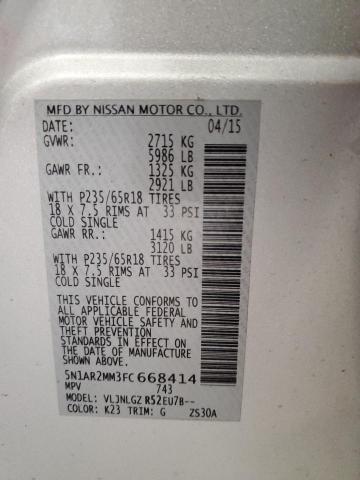 MFD BY NISSAN MOTOR CO., LTD.
04/15
GVWR: 2715 KG
5986 LB
GAWR FR.: 1325 KG
2921 LB
WITH P235/65R18 TIRES
18 X 7.5 RIMS AT 33 PSI
COLD SINGLE
GAWR RR.: 1415 KG
3120 LB
WITH P235/65R18 TIRES
18 X 7.5 RIMS AT 33 PSI
COLD SINGLE
THIS VEHICLE CONFORMS TO
ALL APPLICABLE FEDERAL
MOTOR VEHICLE SAFETY AND
THEFT PREVENTION
STANDARDS IN EFFECT ON
THE DATE OF MANUFACTURE
SHOWN ABOVE.
5N1AR2MM3FC668414
MPV 743
MODEL: VLJNLGZ R52EU7B--
COLOR: K23 TRIM: G ZS30A